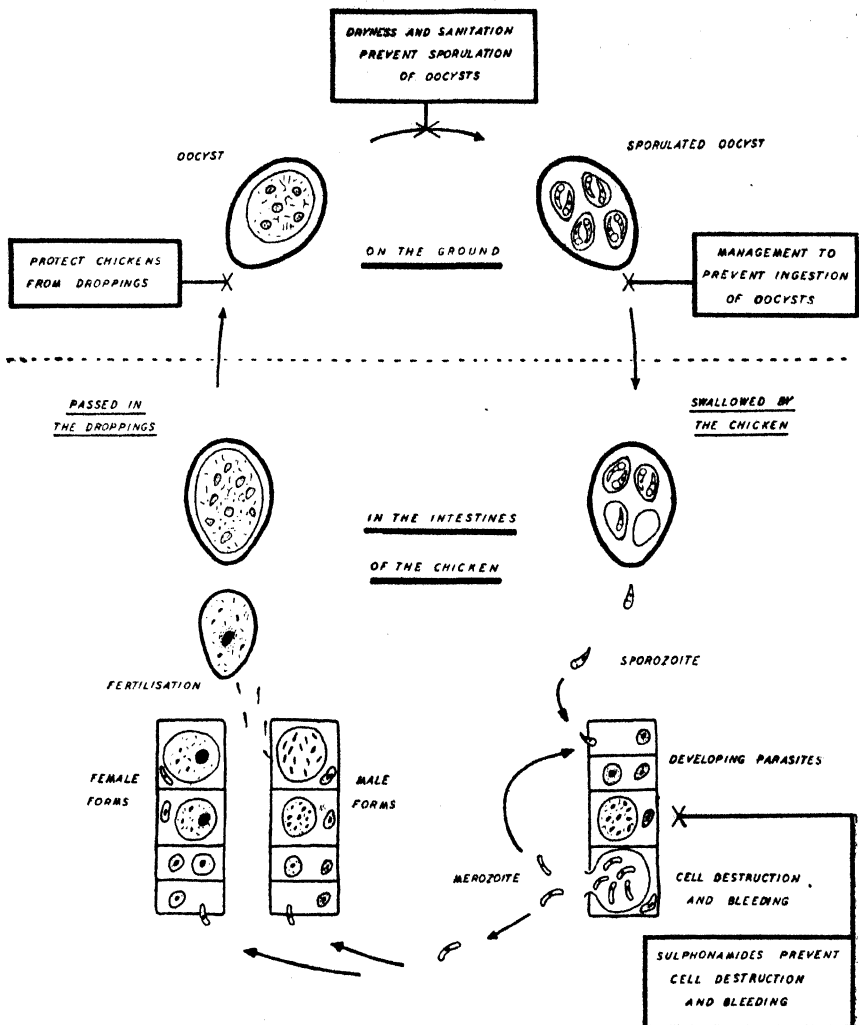 DRYNESS AND SANITATION
PREVENT SPORULATION
OF OOCYSTS
OOCYST
SPORULATED OOCYST
PROTECT CHICKENS
FROM DROPPINGS
ON THE GROUND
MANAGEMENT TO
PREVENT INGESTION
OF OOCYSTS
PASSED IN
THE DROPPINGS
SWALLOWED BY
THE CHICKEN
IN THE INTESTINES
OF THE CHICKEN
SPOROZOITE
FERTILISATION
FEMALE
FORMS
MALE
FORMS
DEVELOPING PARASITES
MEROZOITE
CELL DESTRUCTION
AND BLEEDING
SULPHONAMIDES PREVENT
CELL DESTRUCTION
AND BLEEDING